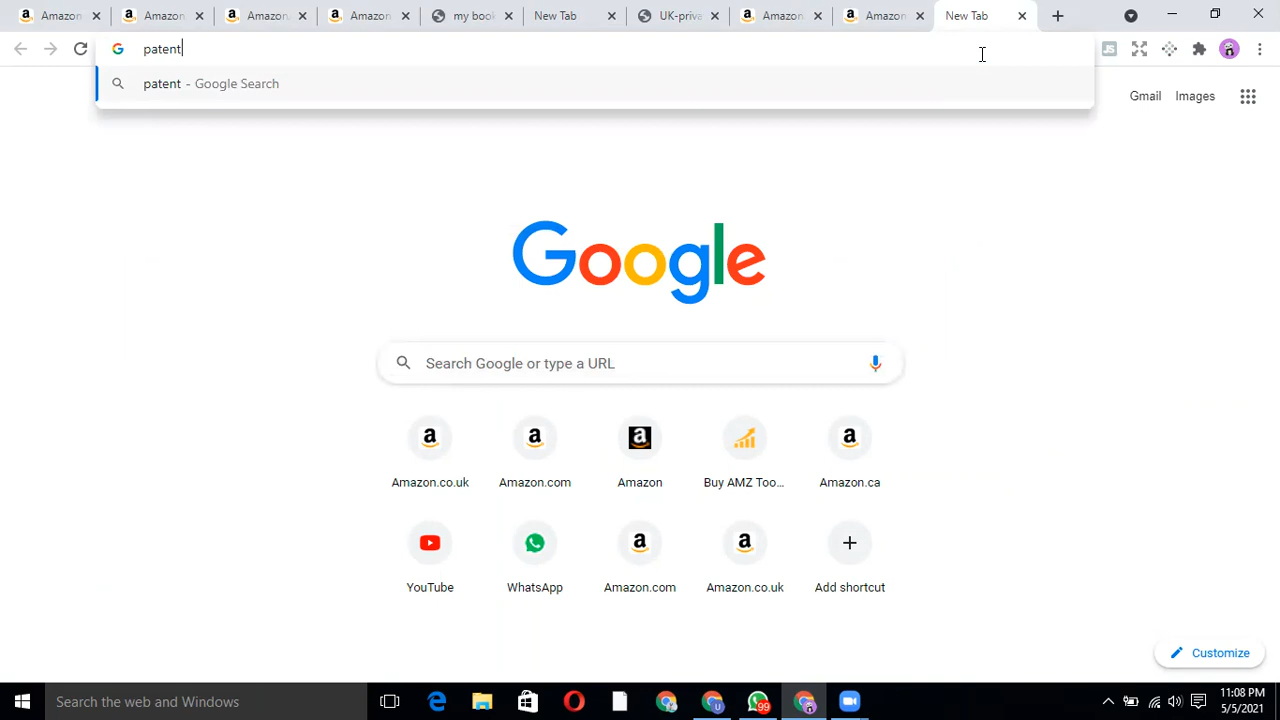 Amazon
Amazon
Amazon
Amazon
my book
New Tab
UK-priva
Amazon
Amazon
New Tab
patent
JS
patent - Google Search
Gmail
Images
Google
Search Google or type a URL
Amazon.co.uk
Amazon.com
Amazon
Buy AMZ Too...
Amazon.ca
YouTube
WhatsApp
Amazon.com
Amazon.co.uk
Add shortcut
Customize
Search the web and Windows
99
11:08 PM
5/5/2021